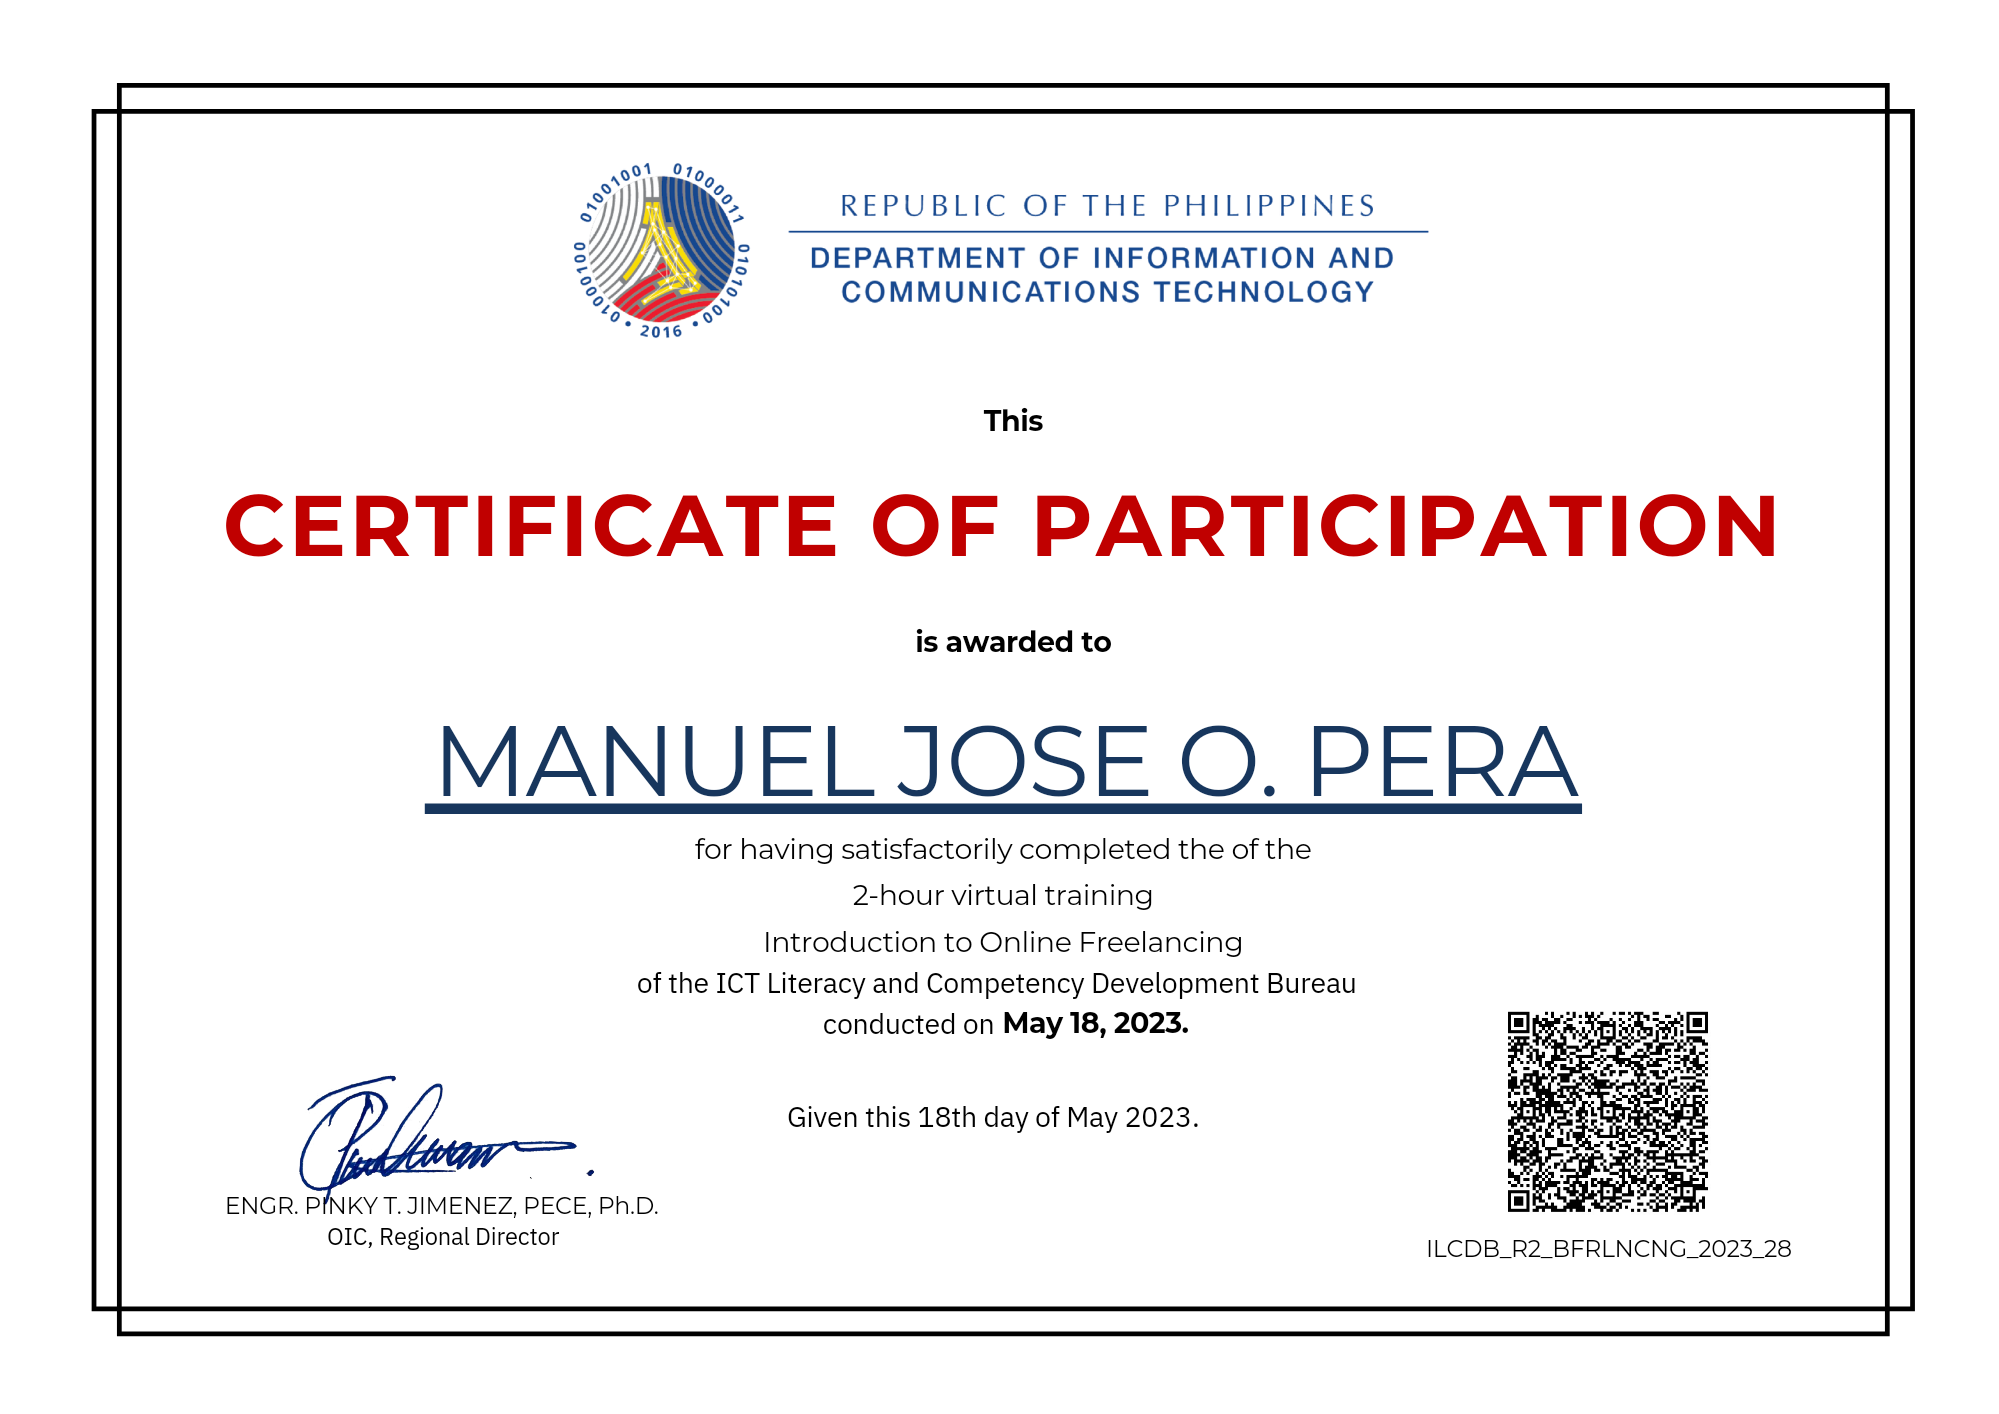 01001001 01000011 01010100 01000100 • 2016 •
REPUBLIC OF THE PHILIPPINES
DEPARTMENT OF INFORMATION AND
COMMUNICATIONS TECHNOLOGY
This
CERTIFICATE OF PARTICIPATION
is awarded to
MANUEL JOSE O. PERA
for having satisfactorily completed the of the
2-hour virtual training
Introduction to Online Freelancing
of the ICT Literacy and Competency Development Bureau
conducted on May 18, 2023.
Given this 18th day of May 2023.
ENGR. PINKY T. JIMENEZ, PECE, Ph.D.
OIC, Regional Director
ILCDB_R2_BFRLNCNG_2023_28